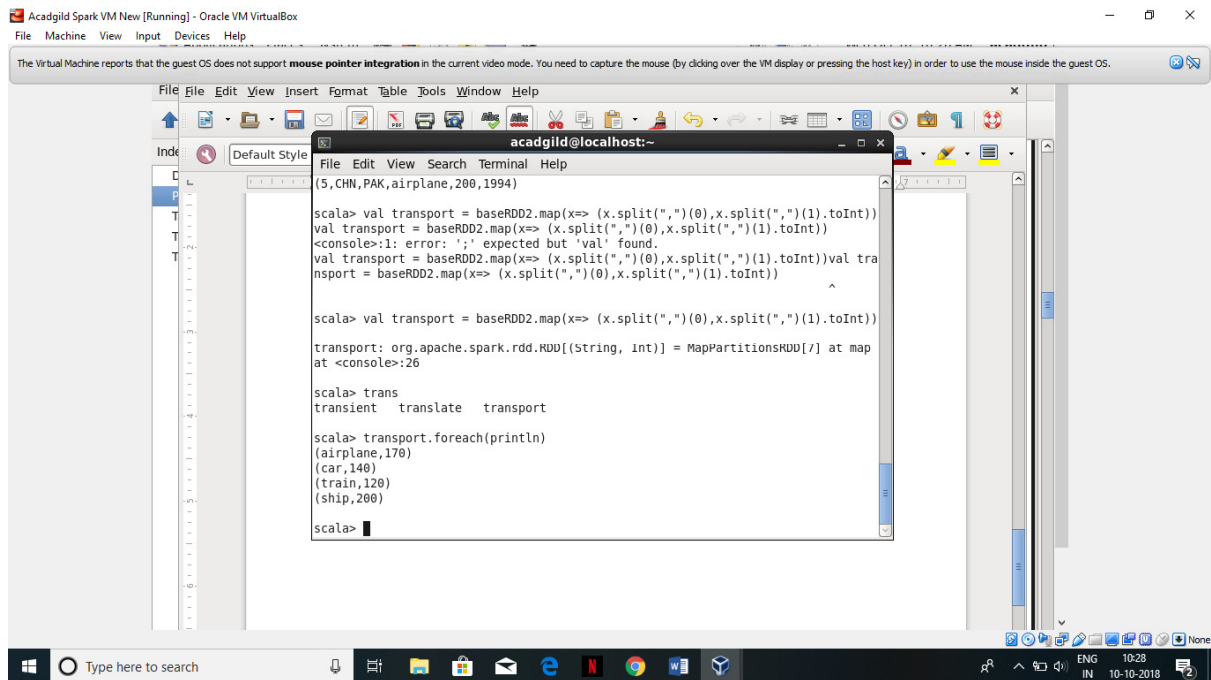 Acadgild Spark VM New [Running] - Oracle VM VirtualBox
File Machine View Input Devices Help
The Virtual Machine reports that the guest OS does not support mouse pointer integration in the current video mode. You need to capture the mouse (by clicking over the VM display or pressing the host key) in order to use the mouse inside the guest OS.
File File Edit View Insert Format Table Tools Window Help
Default Style
acadgild@localhost:~
File Edit View Search Terminal Help
(5,CHN,PAK,airplane,200,1994)
scala> val transport = baseRDD2.map(x=> (x.split(",")(0),x.split(",")(1).toInt))
val transport = baseRDD2.map(x=> (x.split(",")(0),x.split(",")(1).toInt))
<console>:1: error: ';' expected but 'val' found.
val transport = baseRDD2.map(x=> (x.split(",")(0),x.split(",")(1).toInt))val tra
nsport = baseRDD2.map(x=> (x.split(",")(0),x.split(",")(1).toInt))
^
scala> val transport = baseRDD2.map(x=> (x.split(",")(0),x.split(",")(1).toInt))
transport: org.apache.spark.rdd.RDD[(String, Int)] = MapPartitionsRDD[7] at map
at <console>:26
scala> trans
transient translate transport
scala> transport.foreach(println)
(airplane,170)
(car,140)
(train,120)
(ship,200)
scala>
None
Type here to search
ENG
IN
10:28
10-10-2018